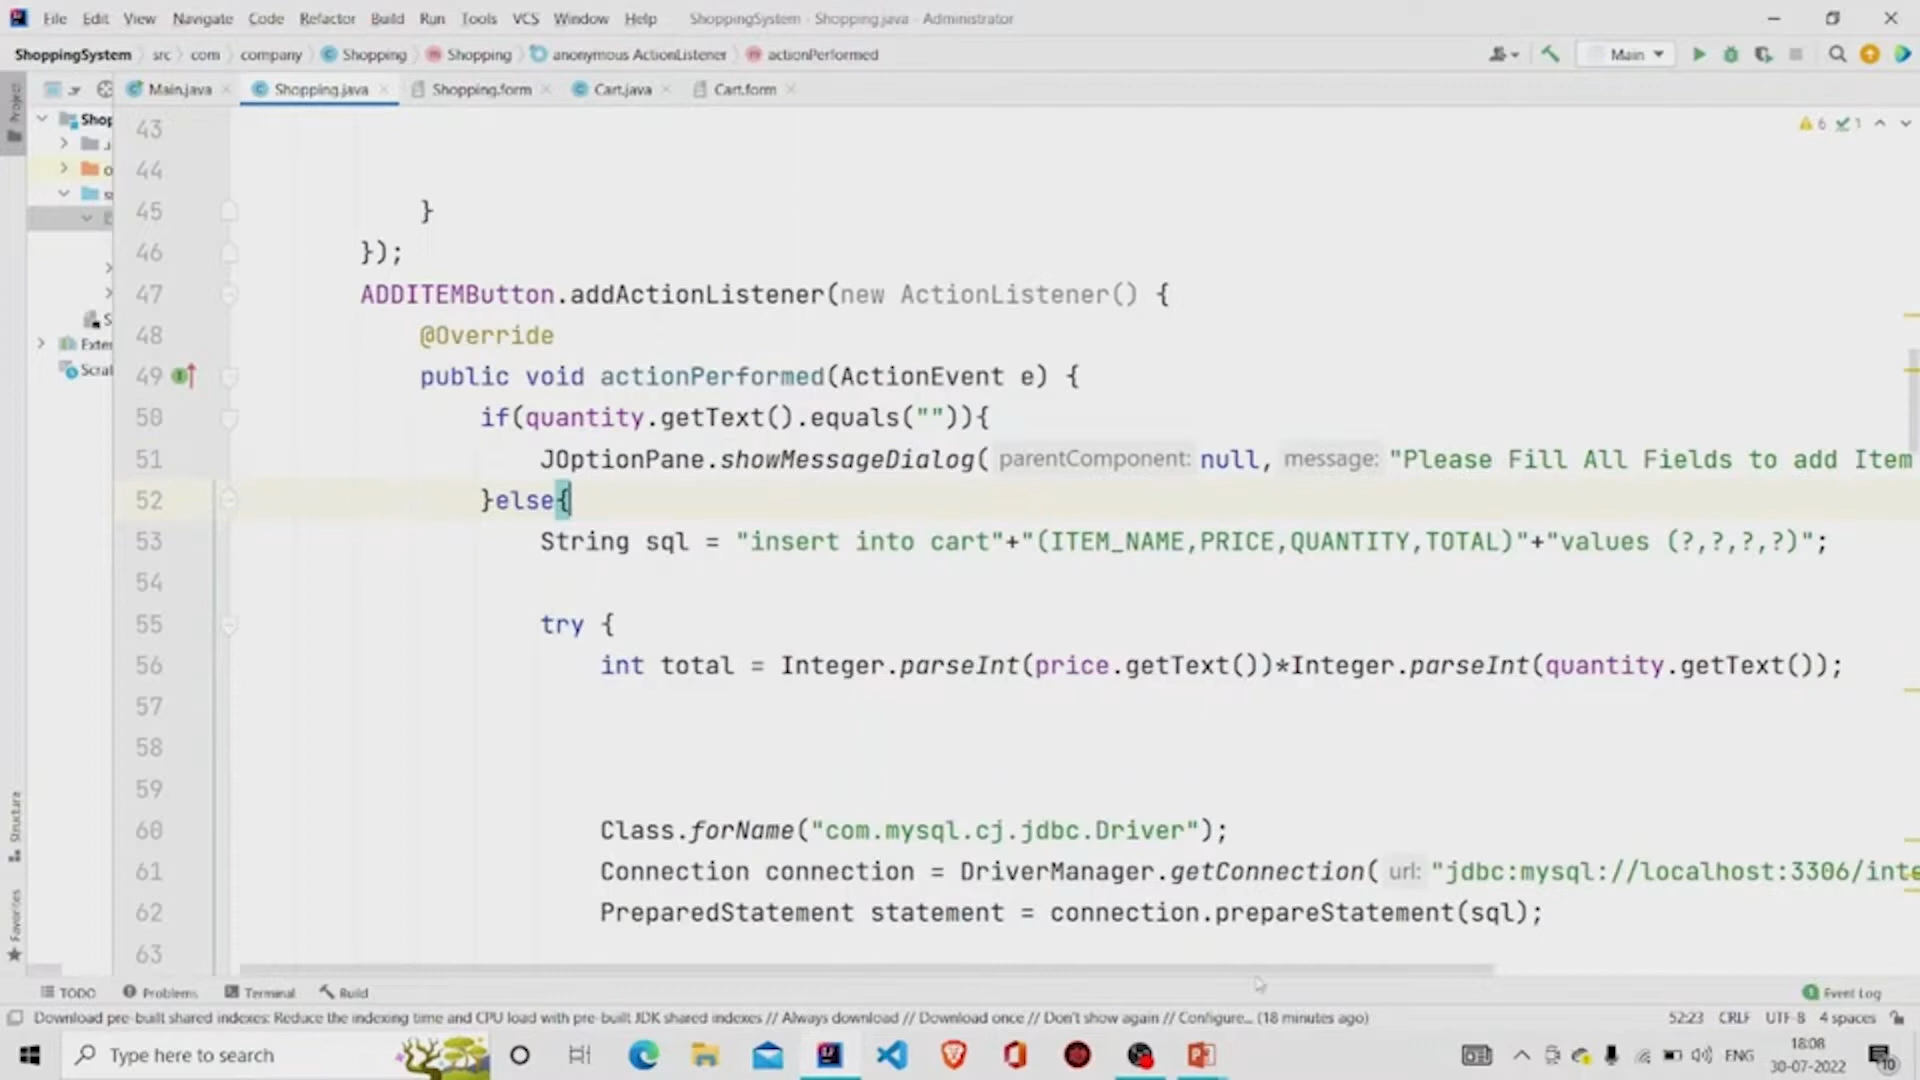 File Edit View Navigate Code Refactor Build Run Tools VCS Window Help ShoppingSystem - Shopping.java - Administrator
ShoppingSystem src com company Shopping Shopping anonymous ActionListener actionPerformed Main
Project
Main.java Shopping.java Shopping.form Cart.java Cart.form
Shop
Exter
Scrat
6 1
43
44
45 }
46 });
47 ADDITEMButton.addActionListener(new ActionListener() {
48 @Override
49 public void actionPerformed(ActionEvent e) {
50 if(quantity.getText().equals("")){
51 JOptionPane.showMessageDialog( parentComponent: null, message: "Please Fill All Fields to add Item
52 }else{
53 String sql = "insert into cart"+"(ITEM_NAME,PRICE,QUANTITY,TOTAL)"+"values (?,?,?,?)";
54
55 try {
56 int total = Integer.parseInt(price.getText())*Integer.parseInt(quantity.getText());
57
58
59
60 Class.forName("com.mysql.cj.jdbc.Driver");
61 Connection connection = DriverManager.getConnection( url: "jdbc:mysql://localhost:3306/inte
62 PreparedStatement statement = connection.prepareStatement(sql);
63
Structure
Favorites
TODO Problems Terminal Build Event Log
Download pre-built shared indexes: Reduce the indexing time and CPU load with pre-built JDK shared indexes // Always download // Download once // Don't show again // Configure... (18 minutes ago) 52:23 CRLF UTF-8 4 spaces
Type here to search ENG 18:08
30-07-2022 10